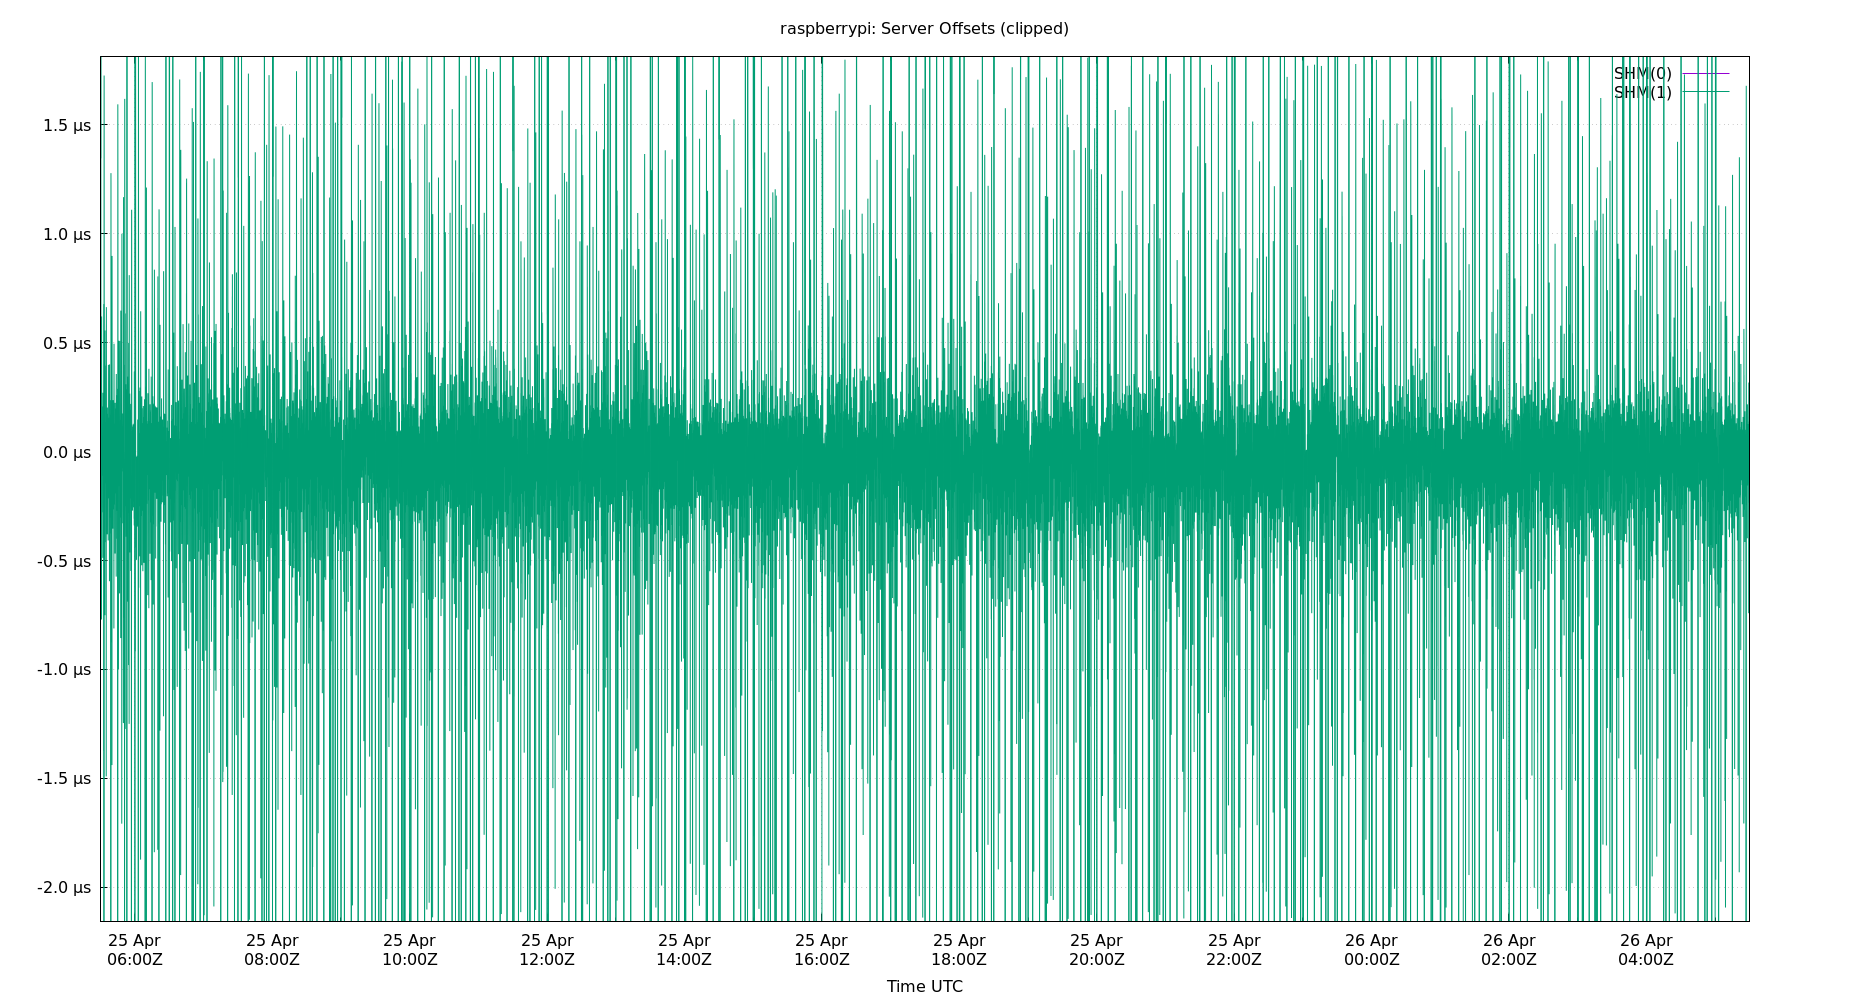 raspberrypi: Server Offsets (clipped)
SHM(0)
SHM(1)
1.5 µs
1.0 µs
0.5 µs
0.0 µs
-0.5 µs
-1.0 µs
-1.5 µs
-2.0 µs
25 Apr 25 Apr 25 Apr 25 Apr 25 Apr 25 Apr 25 Apr 25 Apr 25 Apr 26 Apr 26 Apr 26 Apr
06:00Z 08:00Z 10:00Z 12:00Z 14:00Z 16:00Z 18:00Z 20:00Z 22:00Z 00:00Z 02:00Z 04:00Z
Time UTC